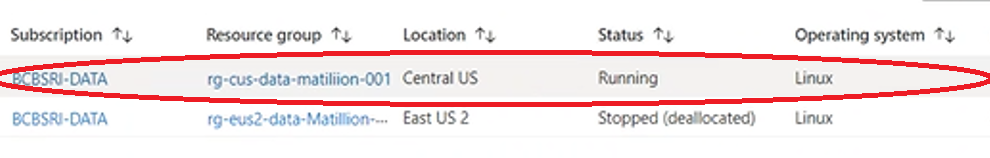 Subscription ↑↓ Resource group ↑↓ Location ↑↓ Status ↑↓ Operating system ↑↓
BCBSRI-DATA rg-cus-data-matiliion-001 Central US Running Linux
BCBSRI-DATA rg-eus2-data-Matillion-··· East US 2 Stopped (deallocated) Linux